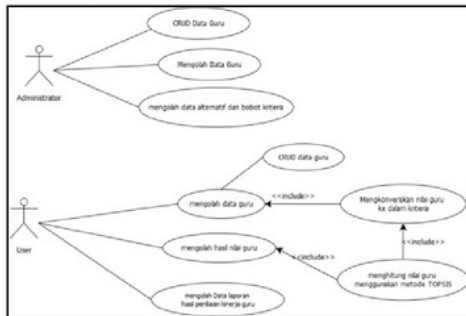 CRUD Data Guru
Mengolah Data Guru
Administrator
mengolah data alternatif dan bobot kriteria
CRUD data guru
mengolah data guru
<<include>>
Mengkonversikan nilai guru
ke dalam kriteria
User
mengolah hasil nilai guru
<<include>>
<<include>>
menghitung nilai guru
menggunakan metode TOPSIS
mengolah Data laporan
hasil penilaian kinerja guru